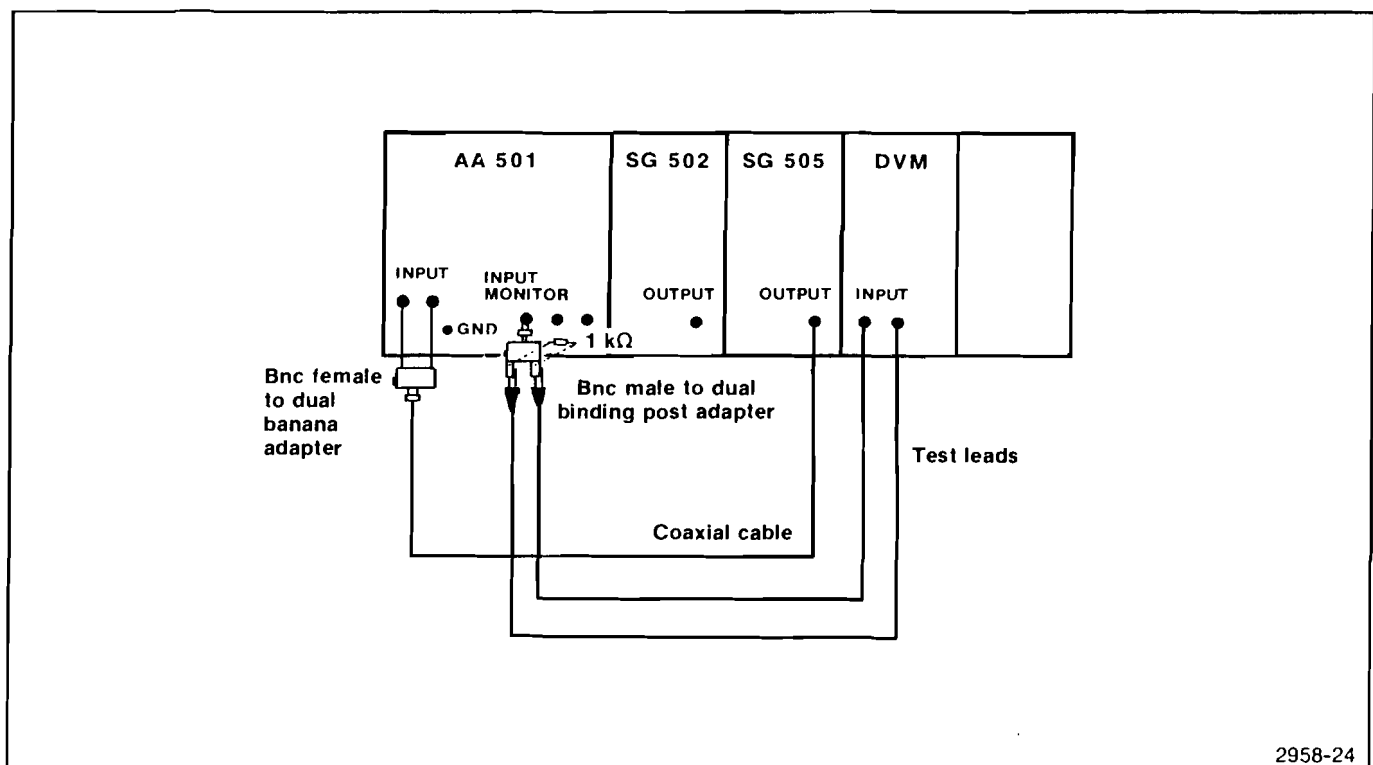 AA 501
SG 502
SG 505
DVM
INPUT
INPUT
MONITOR
GND
1 kΩ
OUTPUT
OUTPUT
INPUT
Bnc female
to dual
banana
adapter
Bnc male to dual
binding post adapter
Test leads
Coaxial cable
2958-24